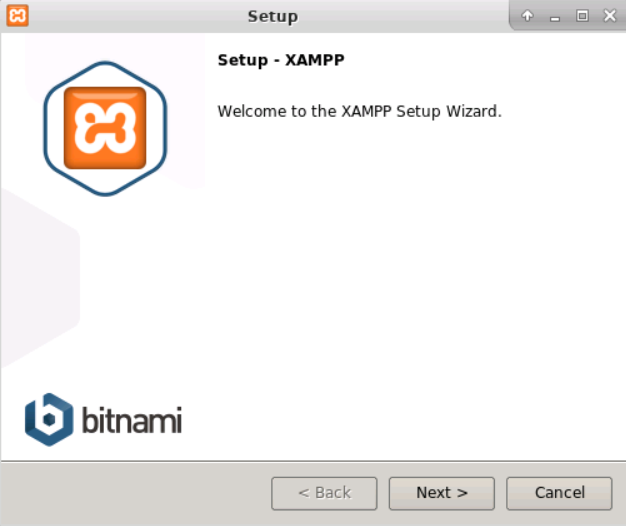 Setup
Setup - XAMPP
Welcome to the XAMPP Setup Wizard.
bitnami
< Back
Next >
Cancel